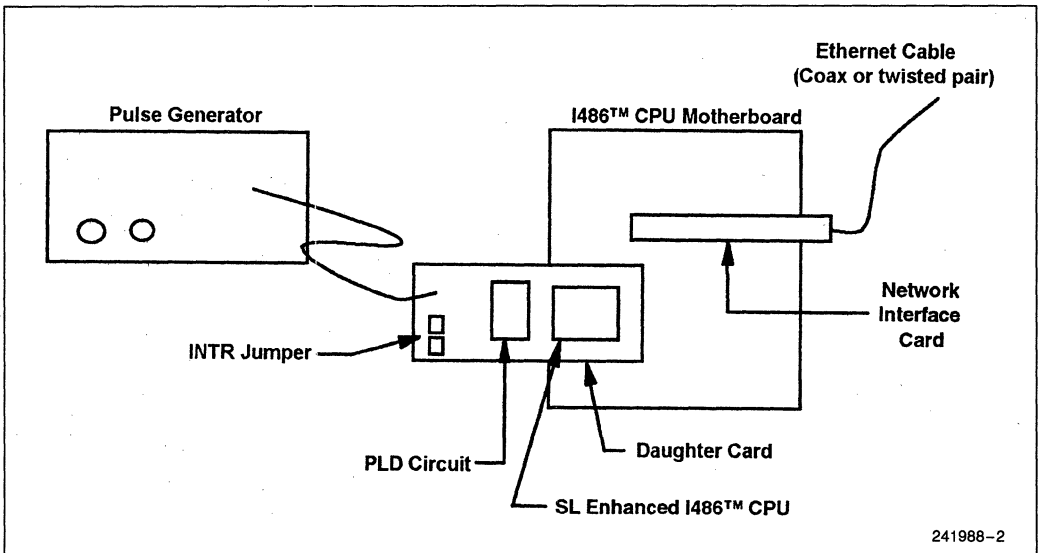 Ethernet Cable
(Coax or twisted pair)
Pulse Generator
I486™ CPU Motherboard
Network
Interface
Card
INTR Jumper
Daughter Card
PLD Circuit
SL Enhanced I486™ CPU
241988-2